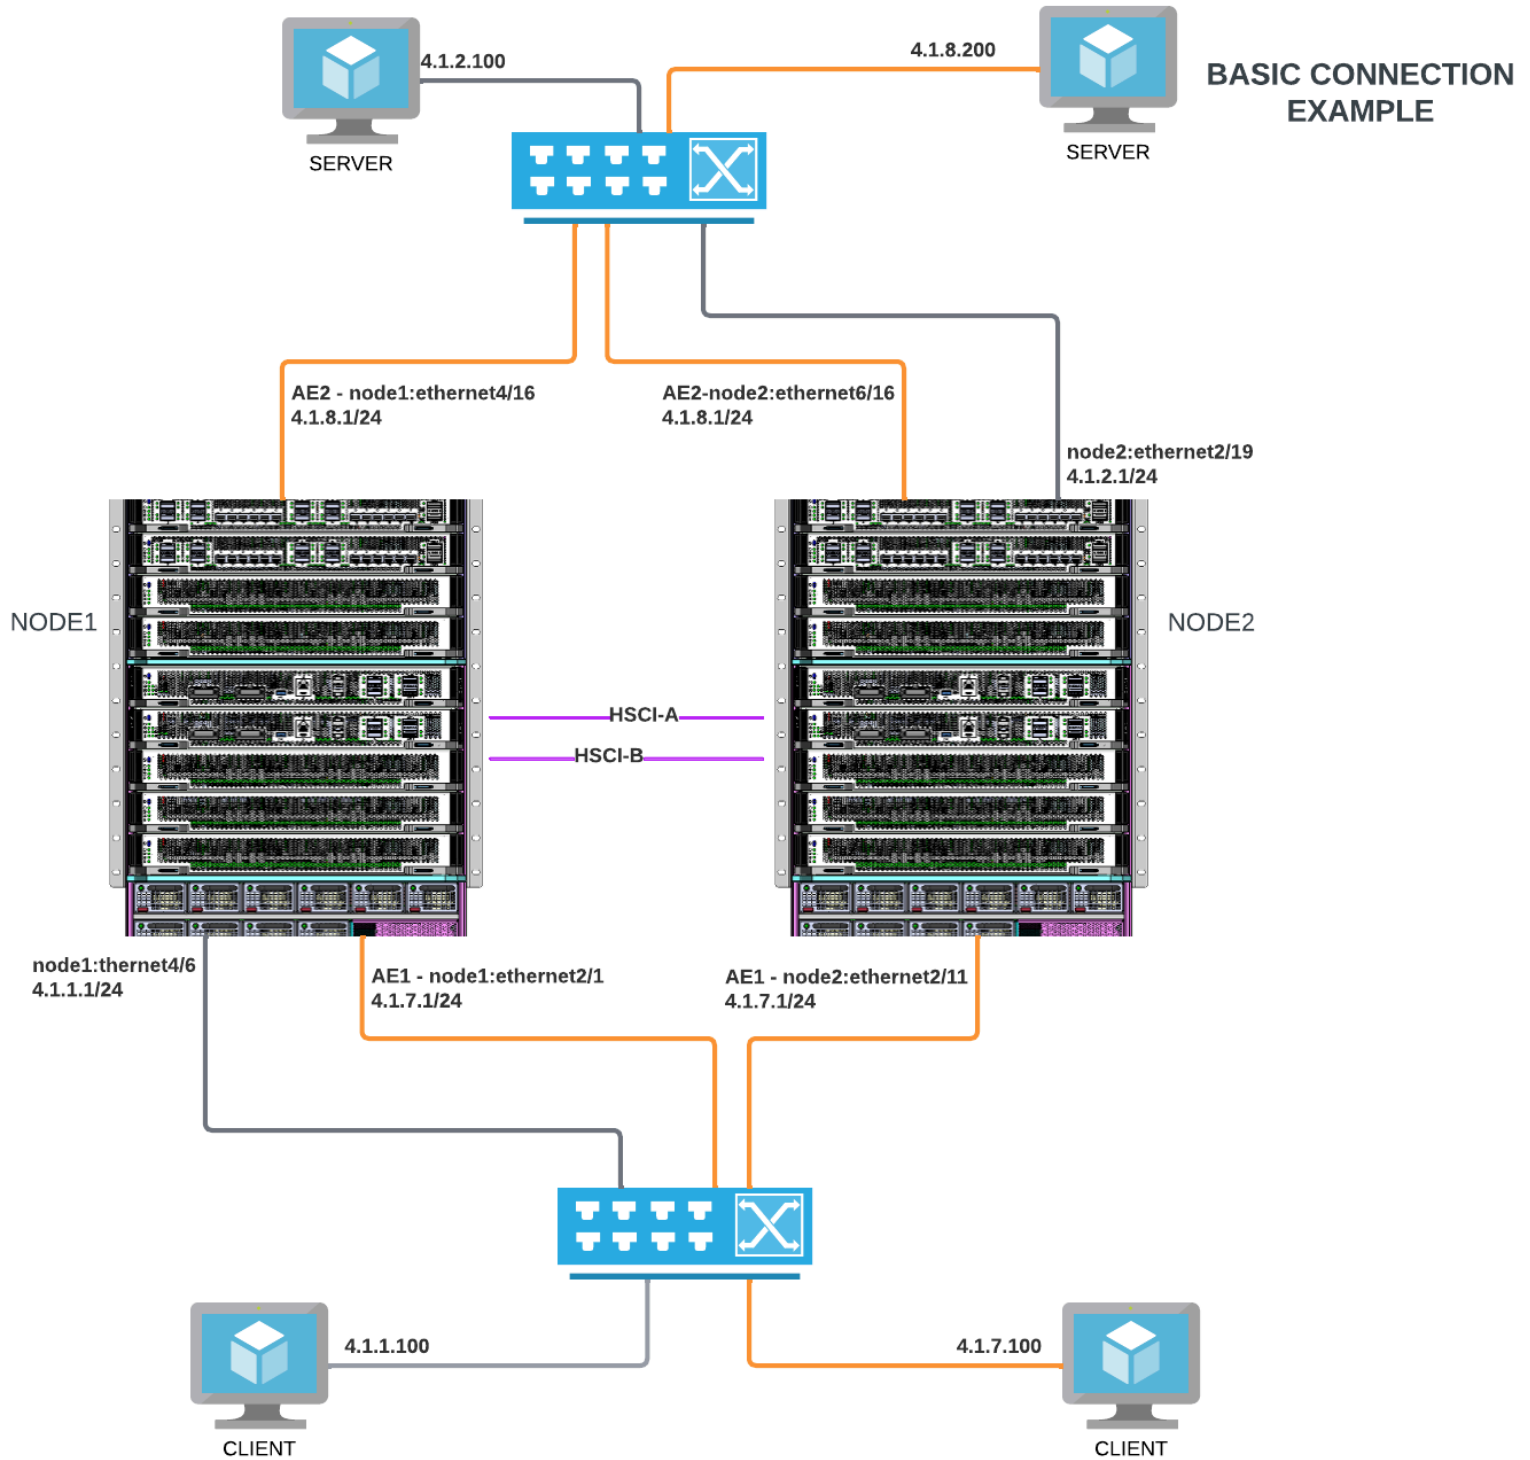 4.1.2.100
4.1.8.200
BASIC CONNECTION
EXAMPLE
SERVER
SERVER
AE2 - node1:ethernet4/16
4.1.8.1/24
AE2-node2:ethernet6/16
4.1.8.1/24
node2:ethernet2/19
4.1.2.1/24
NODE1
NODE2
HSCI-A
HSCI-B
node1:thernet4/6
4.1.1.1/24
AE1 - node1:ethernet2/1
4.1.7.1/24
AE1 - node2:ethernet2/11
4.1.7.1/24
4.1.1.100
4.1.7.100
CLIENT
CLIENT